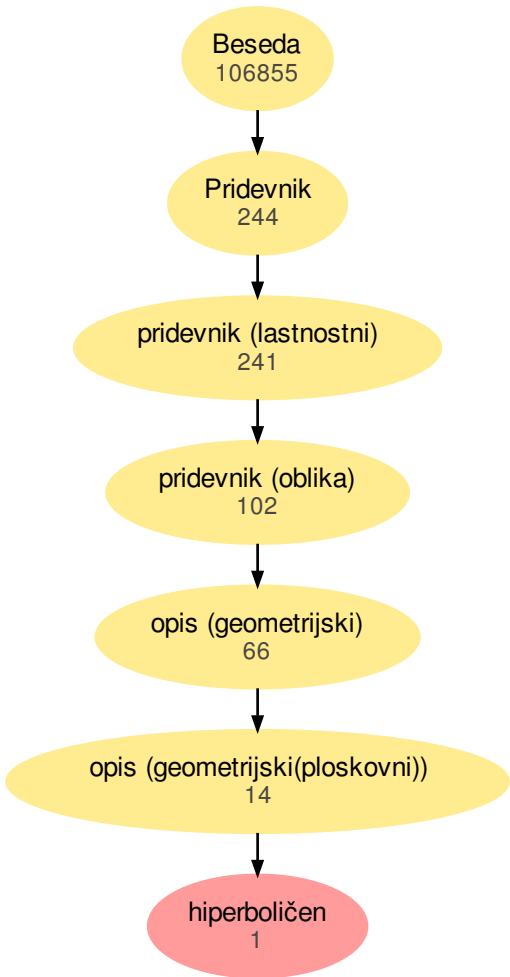 Beseda
106855
Pridevnik
244
pridevnik (lastnostni)
241
pridevnik (oblika)
102
opis (geometrijski)
66
opis (geometrijski(ploskovni))
14
hiperboličen
1